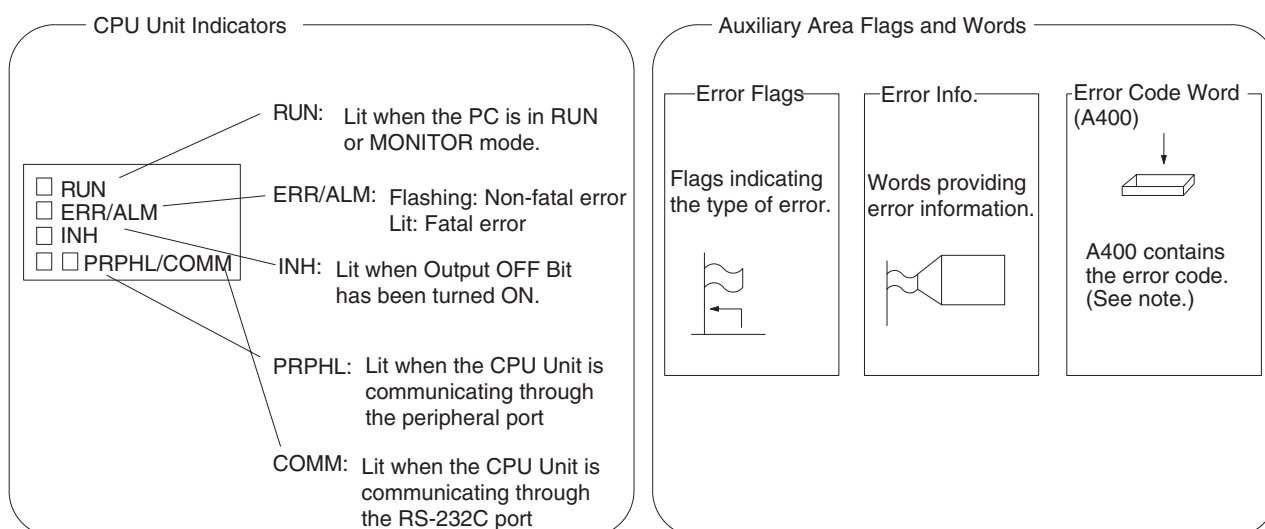 CPU Unit Indicators
RUN: Lit when the PC is in RUN
or MONITOR mode.
RUN
ERR/ALM
INH
PRPHL/COMM
ERR/ALM: Flashing: Non-fatal error
Lit: Fatal error
INH: Lit when Output OFF Bit
has been turned ON.
PRPHL: Lit when the CPU Unit is
communicating through
the peripheral port
COMM: Lit when the CPU Unit is
communicating through
the RS-232C port
Auxiliary Area Flags and Words
Error Flags
Flags indicating
the type of error.
Error Info.
Words providing
error information.
Error Code Word
(A400)
A400 contains
the error code.
(See note.)